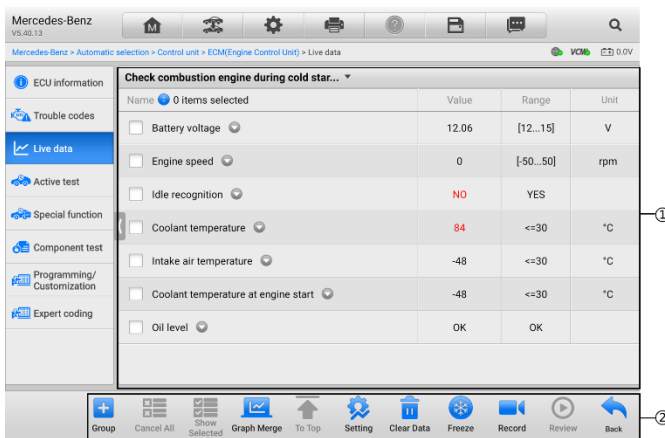 Mercedes-Benz
V5.40.13
Mercedes-Benz > Automatic selection > Control unit > ECM(Engine Control Unit) > Live data
VCMI
0.0V
ECU information
Trouble codes
Live data
Active test
Special function
Component test
Programming/
Customization
Expert coding
Check combustion engine during cold star...
Name 0 items selected Value Range Unit
Battery voltage 12.06 [12...15] V
Engine speed 0 [-50...50] rpm
Idle recognition NO YES
Coolant temperature 84 <=30 °C
Intake air temperature -48 <=30 °C
Coolant temperature at engine start -48 <=30 °C
Oil level OK OK
①
Group
Cancel All
Show
Selected
Graph Merge
To Top
Setting
Clear Data
Freeze
Record
Review
Back
②